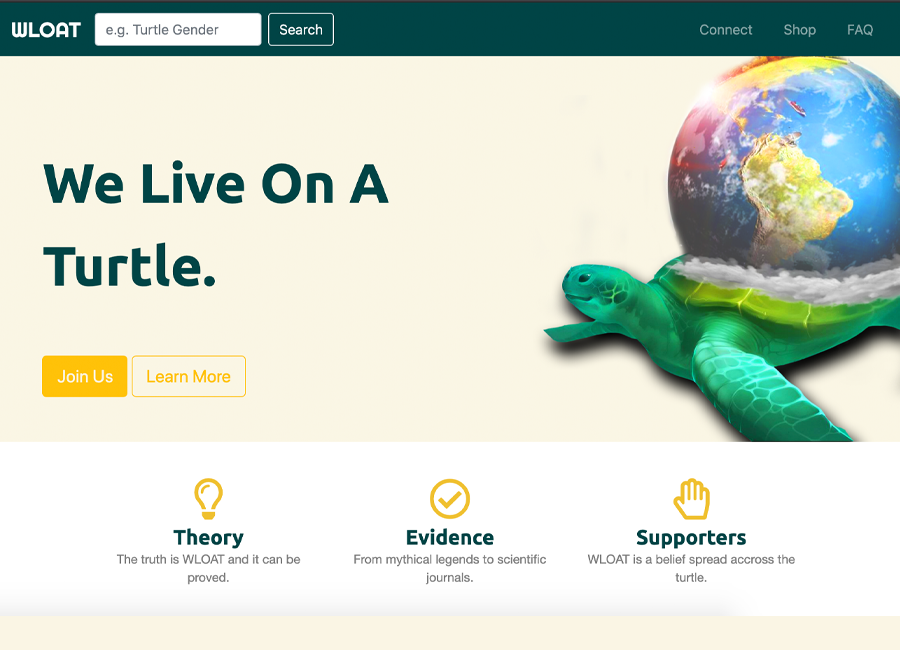 WLOAT e.g. Turtle Gender Search Connect Shop FAQ
We Live On A
Turtle.
Join Us Learn More
Theory Evidence Supporters
The truth is WLOAT and it can be
proved.
From mythical legends to scientific
journals.
WLOAT is a belief spread accross the
turtle.